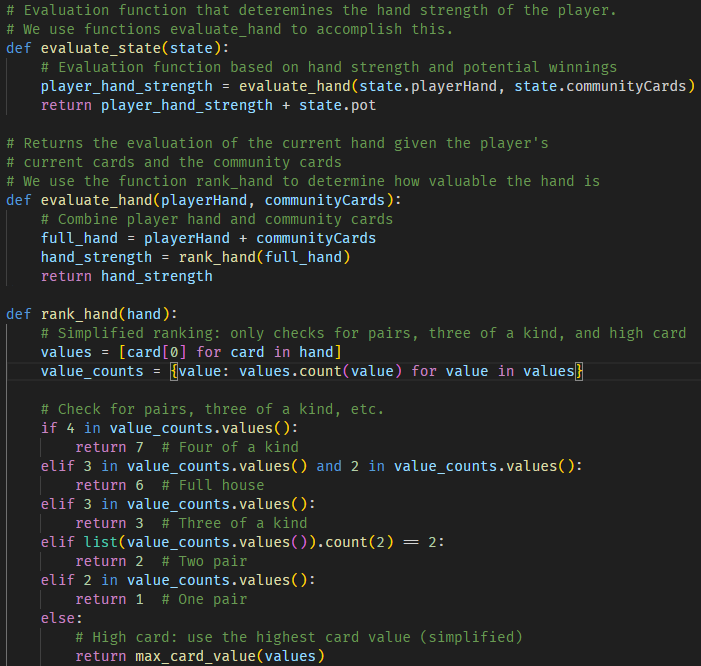 # Evaluation function that deteremines the hand strength of the player.
# We use functions evaluate_hand to accomplish this.
def evaluate_state(state):
    # Evaluation function based on hand strength and potential winnings
    player_hand_strength = evaluate_hand(state.playerHand, state.communityCards)
    return player_hand_strength + state.pot

# Returns the evaluation of the current hand given the player's
# current cards and the community cards
# We use the function rank_hand to determine how valuable the hand is
def evaluate_hand(playerHand, communityCards):
    # Combine player hand and community cards
    full_hand = playerHand + communityCards
    hand_strength = rank_hand(full_hand)
    return hand_strength

def rank_hand(hand):
    # Simplified ranking: only checks for pairs, three of a kind, and high card
    values = [card[0] for card in hand]
    value_counts = {value: values.count(value) for value in values}

    # Check for pairs, three of a kind, etc.
    if 4 in value_counts.values():
        return 7  # Four of a kind
    elif 3 in value_counts.values() and 2 in value_counts.values():
        return 6  # Full house
    elif 3 in value_counts.values():
        return 3  # Three of a kind
    elif list(value_counts.values()).count(2) == 2:
        return 2  # Two pair
    elif 2 in value_counts.values():
        return 1  # One pair
    else:
        # High card: use the highest card value (simplified)
        return max_card_value(values)